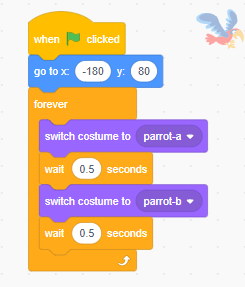 when clicked
go to x: -180 y: 80
forever
switch costume to parrot-a
wait 0.5 seconds
switch costume to parrot-b
wait 0.5 seconds